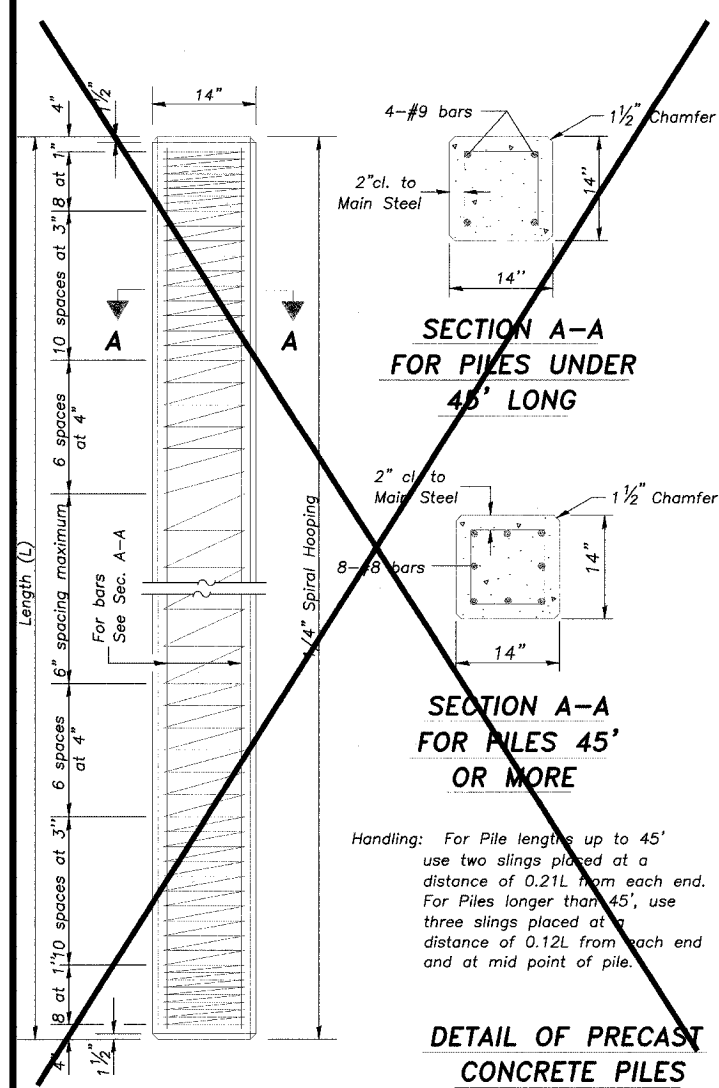 4"
1½"
14"
8 at 1"
10 spaces at 3"
A
A
6 spaces
at 4"
6" spacing maximum
Length (L)
For bars
See Sec. A-A
1/4" Spiral Hooping
6 spaces
at 4"
10 spaces at 3"
8 at 1"
4"
1½"
4-#9 bars
1½" Chamfer
2"cl. to
Main Steel
14"
14"
SECTION A-A
FOR PILES UNDER
45' LONG
2" cl. to
Main Steel
1½" Chamfer
8-#8 bars
14"
14"
SECTION A-A
FOR PILES 45'
OR MORE
Handling: For Pile lengths up to 45'
use two slings placed at a
distance of 0.21L from each end.
For Piles longer than 45', use
three slings placed at a
distance of 0.12L from each end
and at mid point of pile.
DETAIL OF PRECAST
CONCRETE PILES